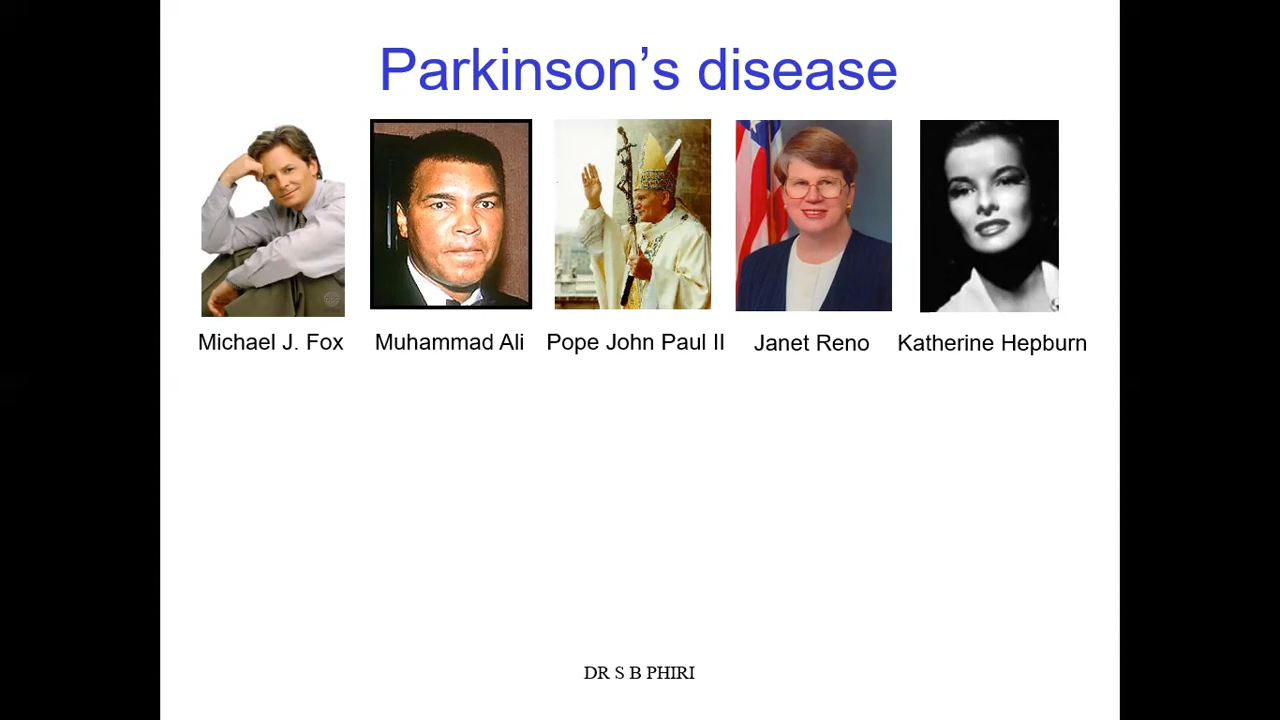 Parkinson’s disease
Michael J. Fox Muhammad Ali Pope John Paul II Janet Reno Katherine Hepburn
DR S B PHIRI